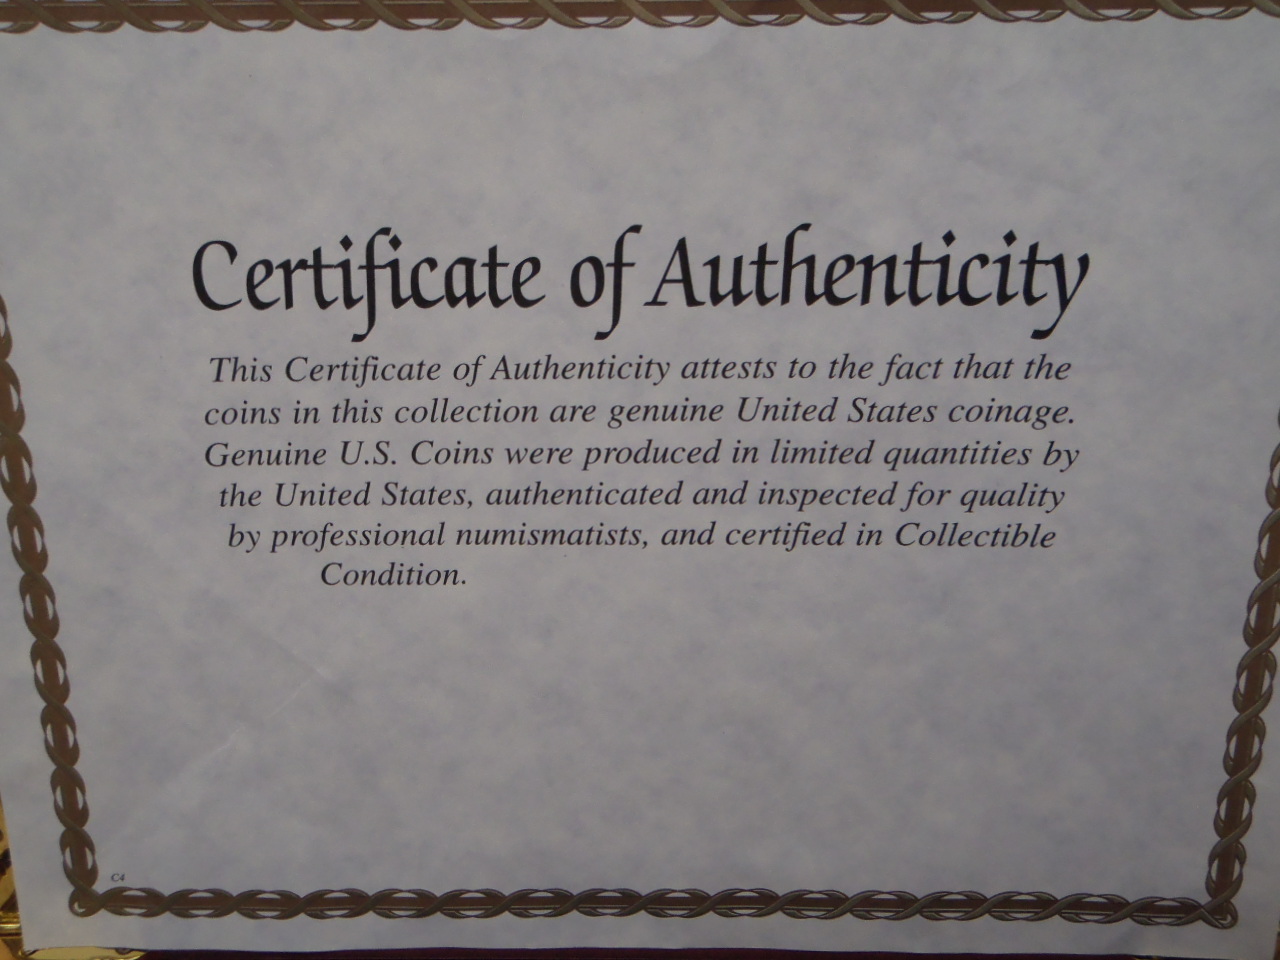 Certificate of Authenticity
This Certificate of Authenticity attests to the fact that the
coins in this collection are genuine United States coinage.
Genuine U.S. Coins were produced in limited quantities by
the United States, authenticated and inspected for quality
by professional numismatists, and certified in Collectible
Condition.
C4